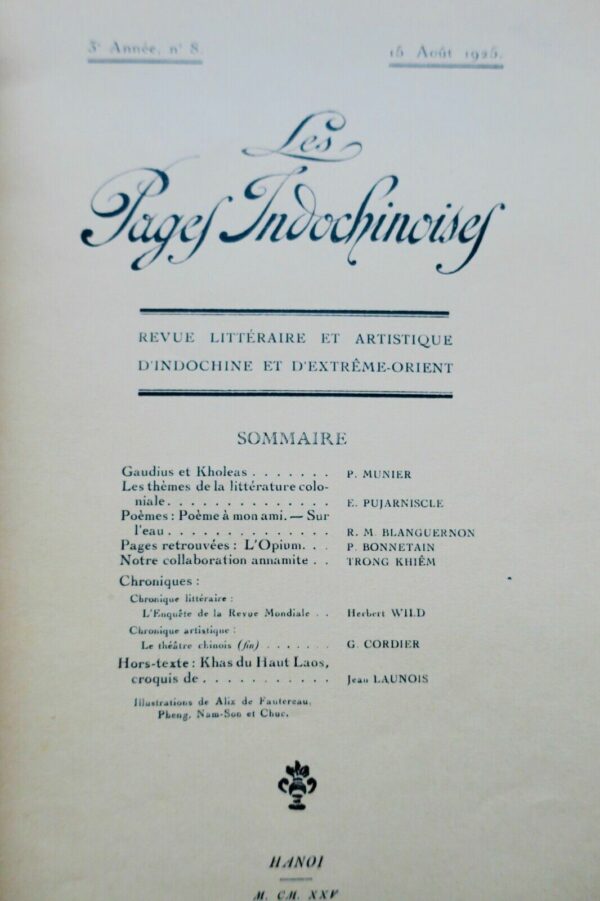 3e Année, nº 8.
15 Août 1925.
Les
Pages Indochinoises
REVUE LITTÉRAIRE ET ARTISTIQUE
D'INDOCHINE ET D'EXTRÊME-ORIENT
SOMMAIRE
Gaudius et Kholeas . . . . . . . P. MUNIER
Les thèmes de la littérature colo-
niale. . . . . . . . . . . . . . E. PUJARNISCLE
Poèmes : Poème à mon ami. — Sur
l'eau . . . . . . . . . . . . . . R. M. BLANGUERNON
Pages retrouvées : L'Opium. . . P. BONNETAIN
Notre collaboration annamite . . TRONG KHIÊM
Chroniques :
Chronique littéraire :
L'Enquête de la Revue Mondiale . . Herbert WILD
Chronique artistique :
Le théâtre chinois (fin) . . . . . . . G. CORDIER
Hors-texte : Khas du Haut Laos,
croquis de . . . . . . . . . . . Jean LAUNOIS
Illustrations de Alix de Fautereau,
Pheng, Nam-Son et Chuc.
HANOI
M. CM. XXV